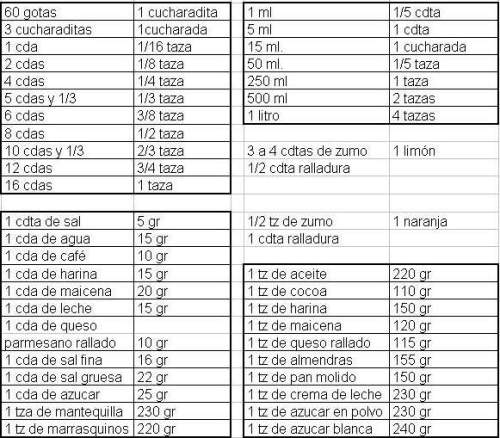 60 gotas 1 cucharadita
3 cucharaditas 1cucharada
1 cda 1/16 taza
2 cdas 1/8 taza
4 cdas 1/4 taza
5 cdas y 1/3 1/3 taza
6 cdas 3/8 taza
8 cdas 1/2 taza
10 cdas y 1/3 2/3 taza
12 cdas 3/4 taza
16 cdas 1 taza
1 cdta de sal 5 gr
1 cda de agua 15 gr
1 cda de café 10 gr
1 cda de harina 15 gr
1 cda de maicena 20 gr
1 cda de leche 15 gr
1 cda de queso
parmesano rallado 10 gr
1 cda de sal fina 16 gr
1 cda de sal gruesa 22 gr
1 cda de azucar 25 gr
1 tza de mantequilla 230 gr
1 tz de marrasquinos 220 gr
1 ml 1/5 cdta
5 ml 1 cdta
15 ml. 1 cucharada
50 ml. 1/5 taza
250 ml 1 taza
500 ml 2 tazas
1 litro 4 tazas
3 a 4 cdtas de zumo 1 limón
1/2 cdta ralladura
1/2 tz de zumo 1 naranja
1 cdta ralladura
1 tz de aceite 220 gr
1 tz de cocoa 110 gr
1 tz de harina 150 gr
1 tz de maicena 120 gr
1 tz de queso rallado 115 gr
1 tz de almendras 155 gr
1 tz de pan molido 150 gr
1 tz de crema de leche 230 gr
1 tz de azucar en polvo 230 gr
1 tz de azucar blanca 240 gr